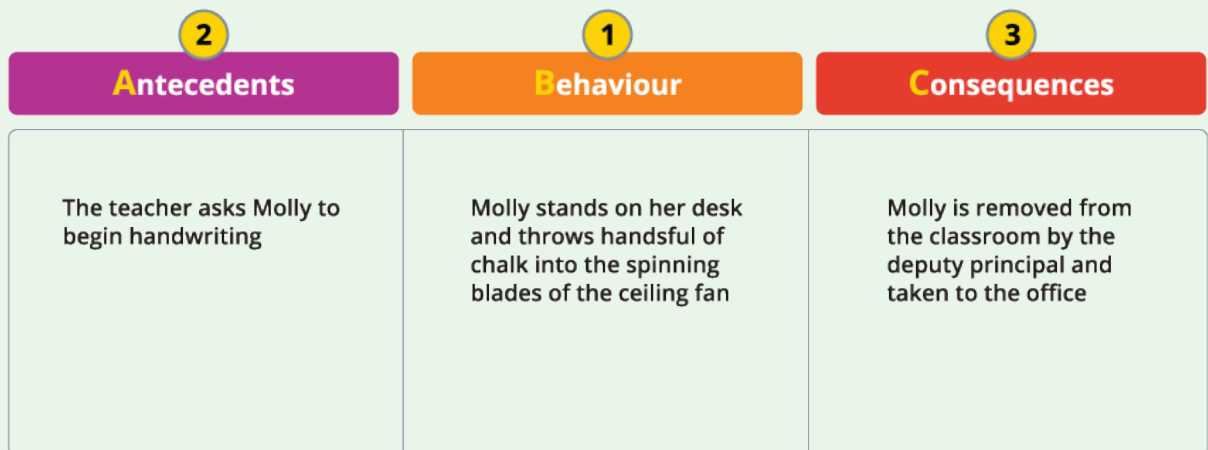 2
1
3
Antecedents
Behaviour
Consequences
The teacher asks Molly to
begin handwriting
Molly stands on her desk
and throws handsful of
chalk into the spinning
blades of the ceiling fan
Molly is removed from
the classroom by the
deputy principal and
taken to the office